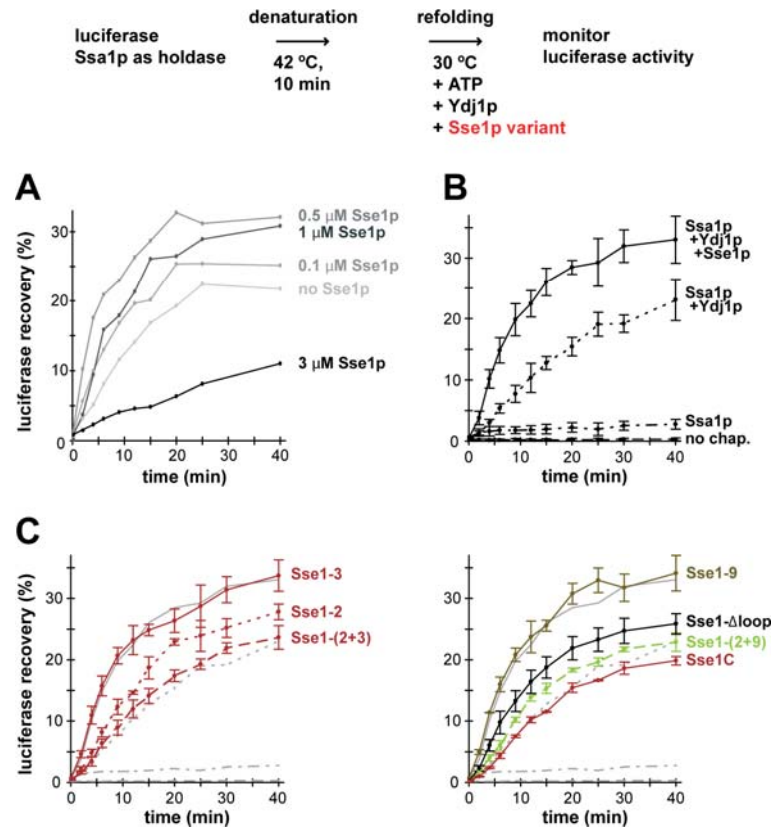 denaturation
refolding
luciferase
Ssa1p as holdase
42 ºC,
10 min
30 ºC
+ ATP
+ Ydj1p
+ Sse1p variant
monitor
luciferase activity
A
luciferase recovery (%)
30
20
10
0
0 10 20 30 40
time (min)
0.5 µM Sse1p
1 µM Sse1p
0.1 µM Sse1p
no Sse1p
3 µM Sse1p
B
luciferase recovery (%)
30
20
10
0
0 10 20 30 40
time (min)
Ssa1p
+Ydj1p
+Sse1p
Ssa1p
+Ydj1p
Ssa1p
no chap.
C
luciferase recovery (%)
30
20
10
0
0 10 20 30 40
time (min)
Sse1-3
Sse1-2
Sse1-(2+3)
30
20
10
0
0 10 20 30 40
time (min)
Sse1-9
Sse1-Δloop
Sse1-(2+9)
Sse1C